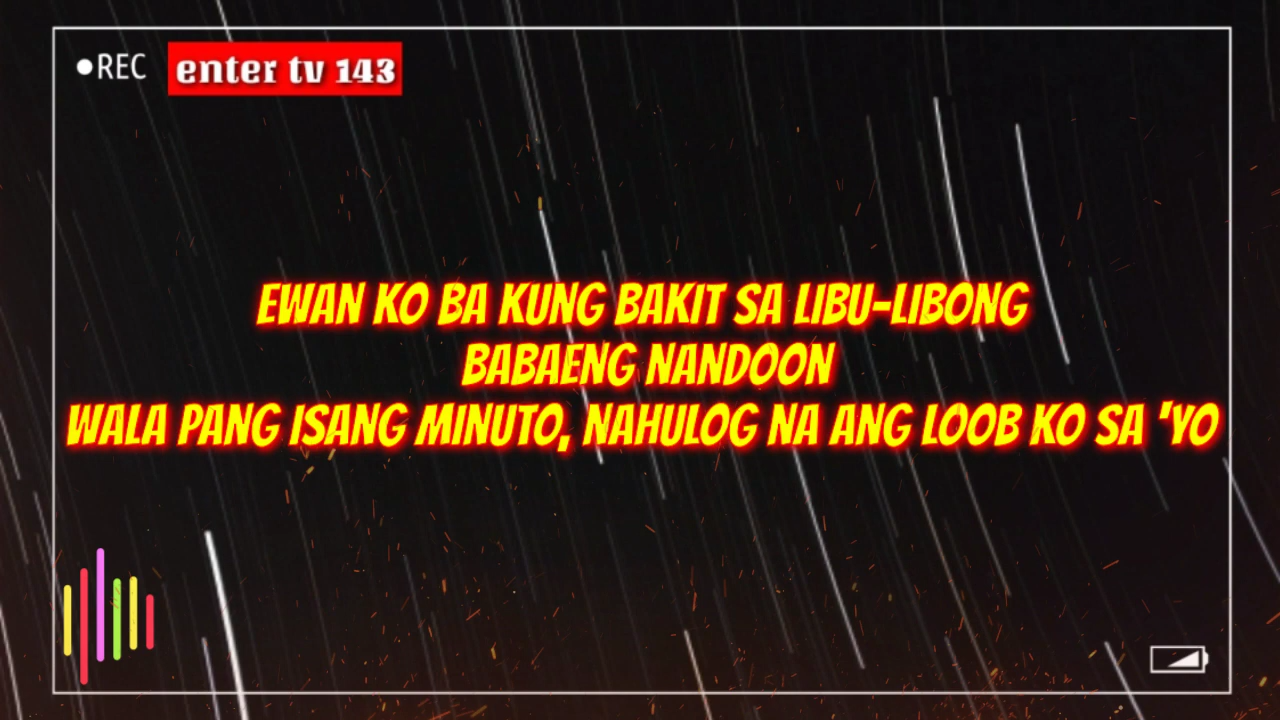 REC
enter tv 143
EWAN KO BA KUNG BAKIT SA LIBU-LIBONG
BABAENG NANDOON
WALA PANG ISANG MINUTO, NAHULOG NA ANG LOOB KO SA 'YO